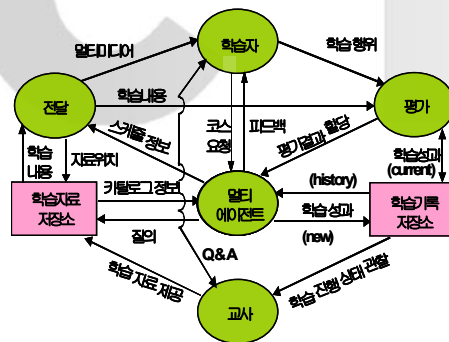 학습자
멀티미디어
학습 행위
전달
학습내용
평가
스케줄 정보
코스
요청
피드백
평가결과 할당
학습
내용
자료위치
학습성과
(current)
학습자료
저장소
카탈로그 정보
멀티
에이전트
(history)
학습 성과
(new)
학습기록
저장소
질의
Q&A
학습 자료 제공
학습 진행 상태 관찰
교사